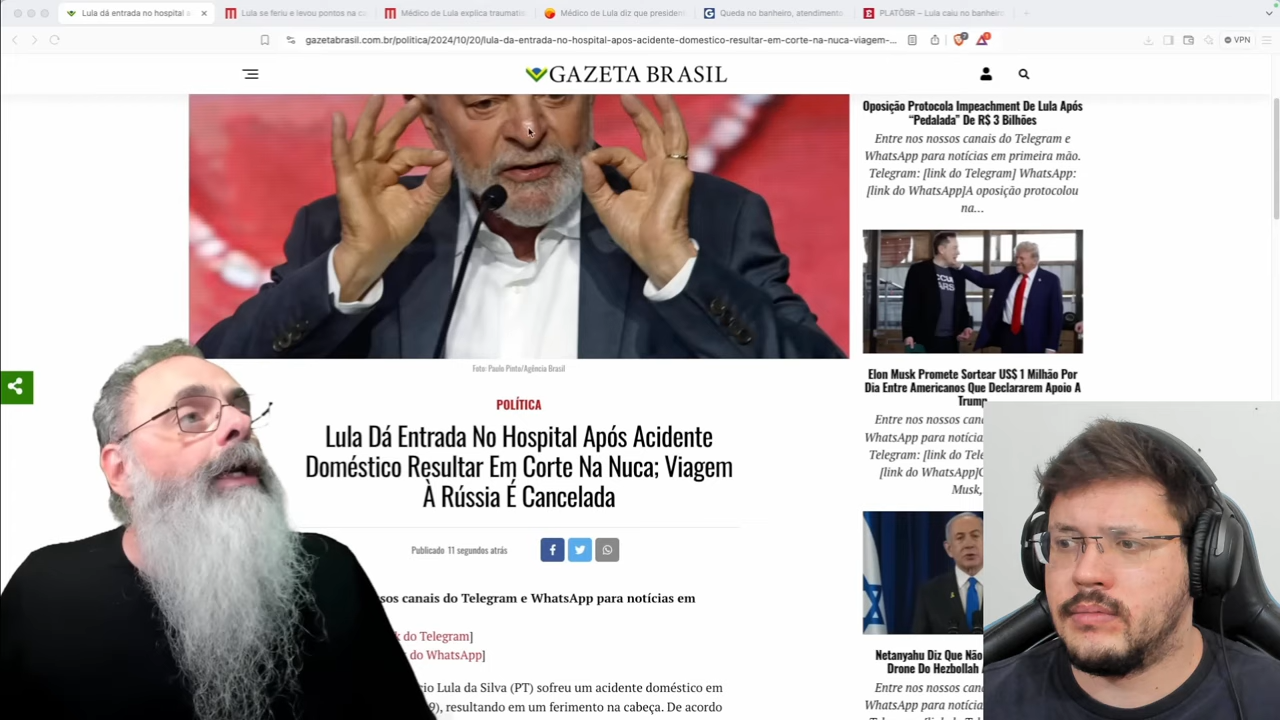 Lula dá entrada no hospital a
Lula se feriu e levou pontos na ca
Médico de Lula explica traumatis
Médico de Lula diz que president
Queda no banheiro, atendimento
PLATÔBR – Lula caiu no banheiro
gazetabrasil.com.br/politica/2024/10/20/lula-da-entrada-no-hospital-apos-acidente-domestico-resultar-em-corte-na-nuca-viagem-...
VPN
GAZETA BRASIL
Foto: Paulo Pinto/Agência Brasil
POLÍTICA
Lula Dá Entrada No Hospital Após Acidente
Doméstico Resultar Em Corte Na Nuca; Viagem
À Rússia É Cancelada
Publicado 11 segundos atrás
sos canais do Telegram e WhatsApp para notícias em
k do Telegram]
do WhatsApp]
cio Lula da Silva (PT) sofreu um acidente doméstico em
9), resultando em um ferimento na cabeça. De acordo
Oposição Protocola Impeachment De Lula Após
“Pedalada” De R$ 3 Bilhões
Entre nos nossos canais do Telegram e
WhatsApp para notícias em primeira mão.
Telegram: [link do Telegram] WhatsApp:
[link do WhatsApp]A oposição protocolou
na...
Elon Musk Promete Sortear US$ 1 Milhão Por
Dia Entre Americanos Que Declararem Apoio A
Trump
Entre nos nossos can
WhatsApp para notícia
Telegram: [link do Tele
[link do WhatsApp]
Musk,
Netanyahu Diz Que Não
Drone Do Hezbollah
Entre nos nossos can
WhatsApp para notícia